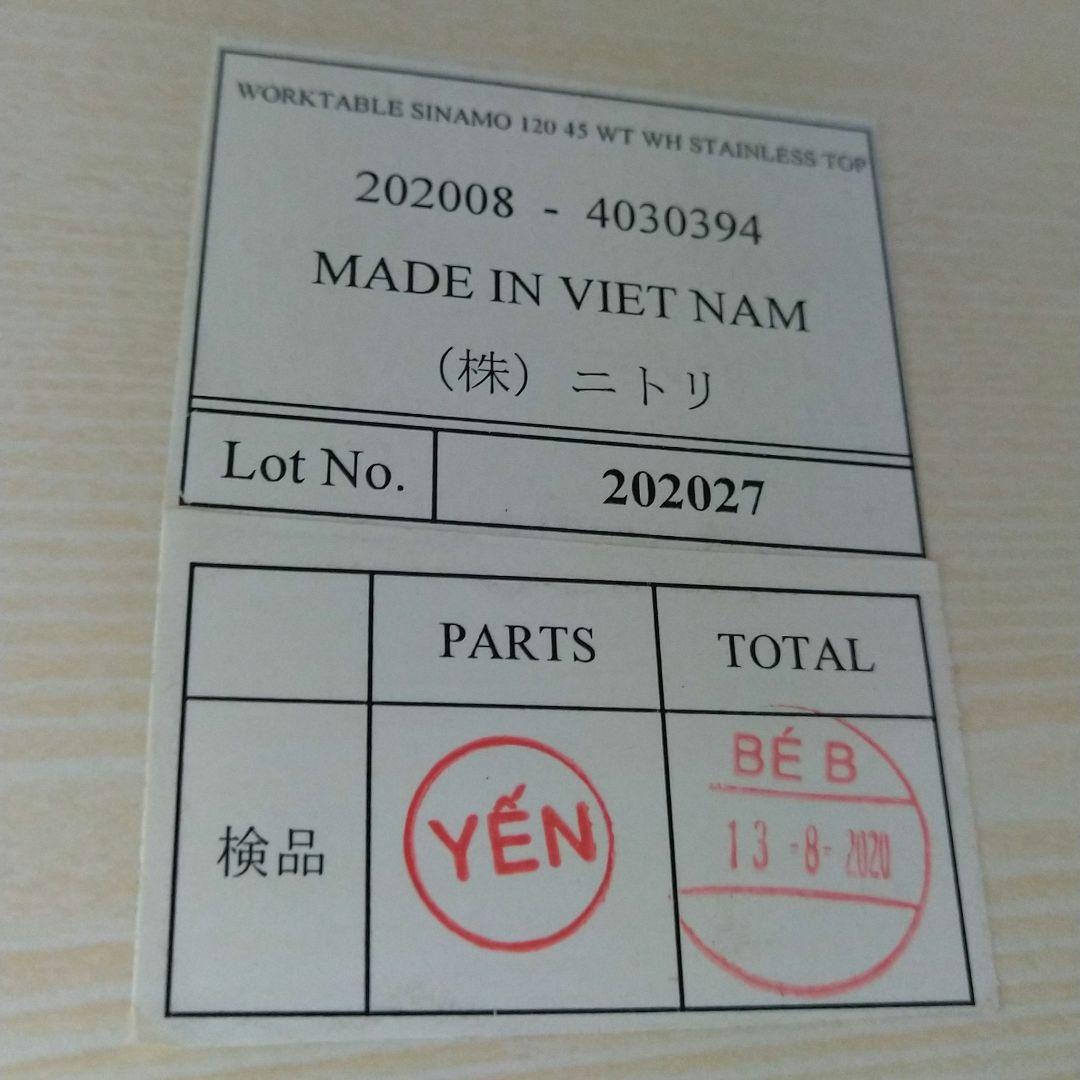 WORKTABLE SINAMO 120 45 WT WH STAINLESS TOP
202008 - 4030394
MADE IN VIET NAM
（株）ニトリ
Lot No. 202027
PARTS TOTAL
検品
YẾN
BÉ B
13 -8- 2020